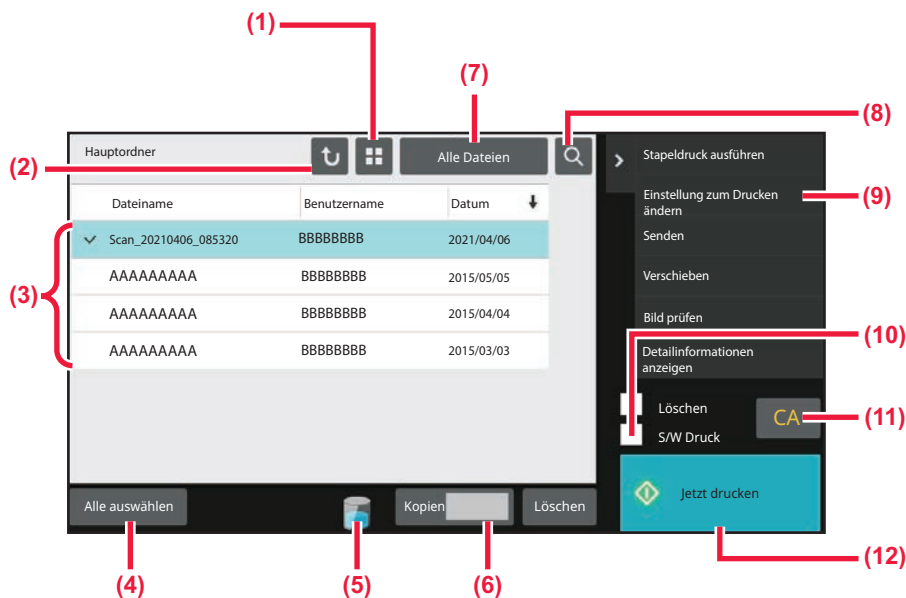 (1)
(7)
(8)
(2)
Hauptordner
Alle Dateien
Stapeldruck ausführen
Dateiname
Benutzername
Datum
Einstellung zum Drucken
ändern
(9)
Scan_20210406_085320
BBBBBBBB
2021/04/06
Senden
(3)
AAAAAAAAA
BBBBBBBB
2015/05/05
Verschieben
AAAAAAAAA
BBBBBBBB
2015/04/04
Bild prüfen
(10)
AAAAAAAAA
BBBBBBBB
2015/03/03
Detailinformationen
anzeigen
Löschen
CA
(11)
S/W Druck
Alle auswählen
Kopien
Löschen
Jetzt drucken
(12)
(4)
(5)
(6)